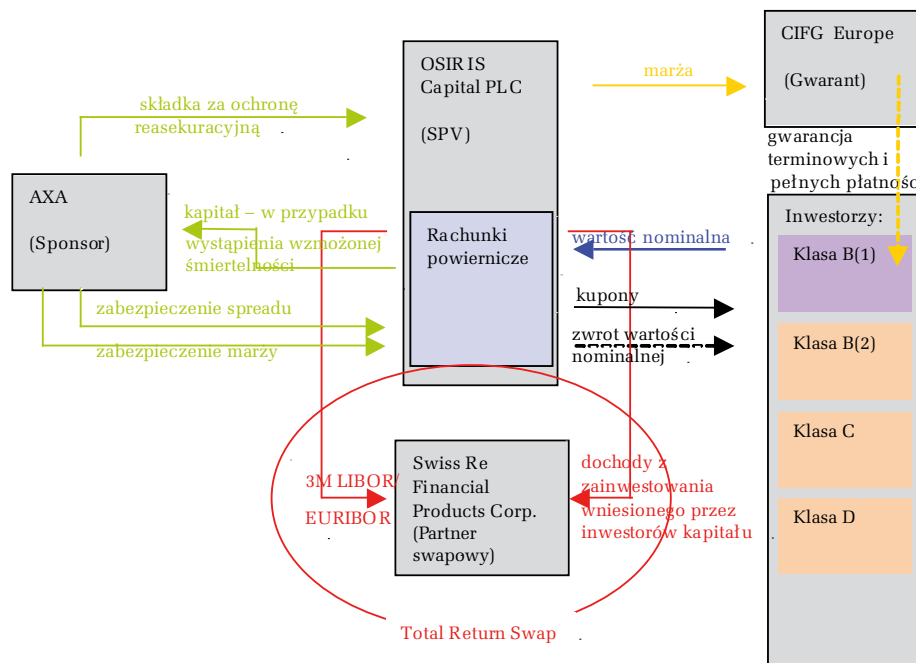 CIFG Europe
(Gwarant)
OSIRIS
Capital PLC
(SPV)
marża
składka za ochronę
reasekuracyjną
gwarancja
terminowych i
pełnych płatnośc
AXA
(Sponsor)
kapitał – w przypadku
wystąpienia wzmożonej
śmiertelności
Rachunki
powiernicze
wartość nominalna
Inwestorzy:
Klasa B(1)
kupony
zabezpieczenie spreadu
zwrot wartości
nominalnej
zabezpieczenie marży
Klasa B(2)
Klasa C
Swiss Re
Financial
Products Corp.
(Partner
swapowy)
3M LIBOR/
EURIBOR
dochody z
zainwestowania
wniesionego przez
inwestorów kapitału
Klasa D
Total Return Swap